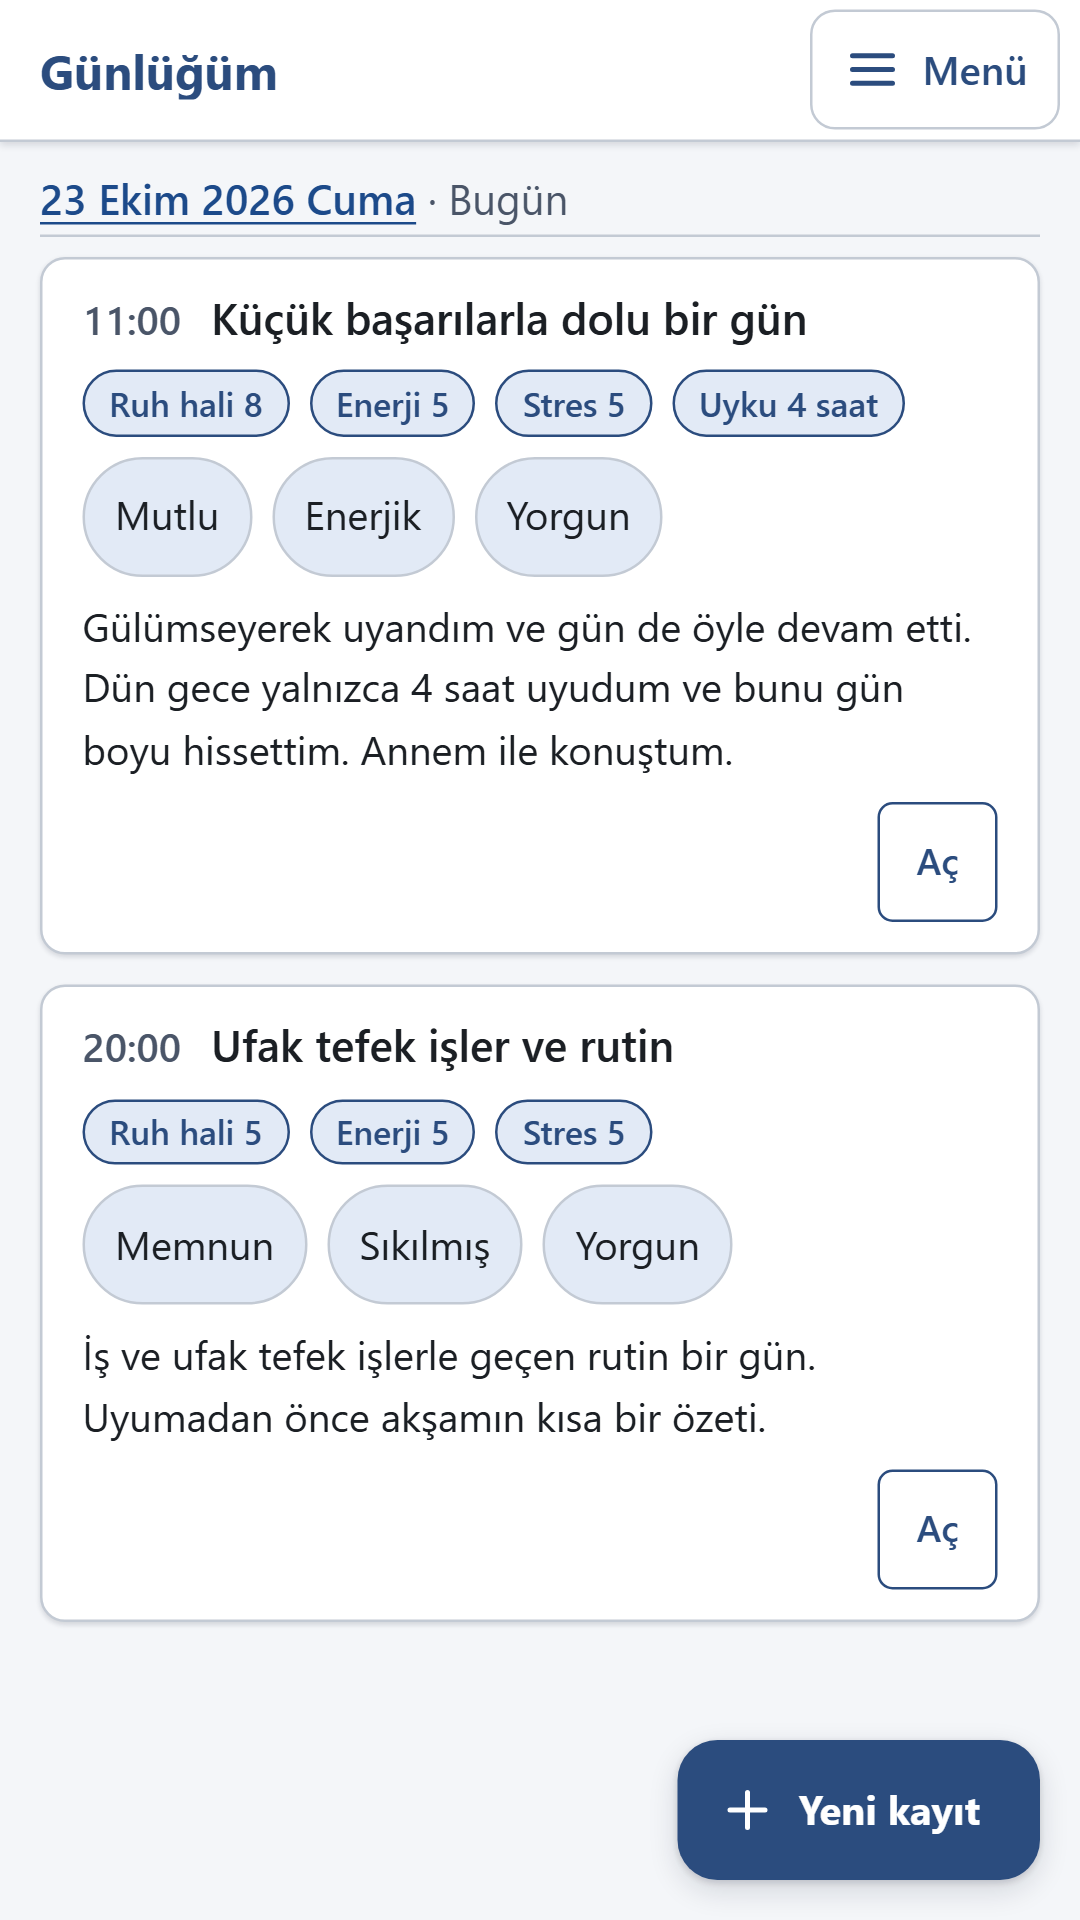 Günlüğüm
Menü
23 Ekim 2026 Cuma · Bugün
11:00 Küçük başarılarla dolu bir gün
Ruh hali 8 Enerji 5 Stres 5 Uyku 4 saat
Mutlu Enerjik Yorgun
Gülümseyerek uyandım ve gün de öyle devam etti.
Dün gece yalnızca 4 saat uyudum ve bunu gün
boyu hissettim. Annem ile konuştum.
Aç
20:00 Ufak tefek işler ve rutin
Ruh hali 5 Enerji 5 Stres 5
Memnun Sıkılmış Yorgun
İş ve ufak tefek işlerle geçen rutin bir gün.
Uyumadan önce akşamın kısa bir özeti.
Aç
Yeni kayıt